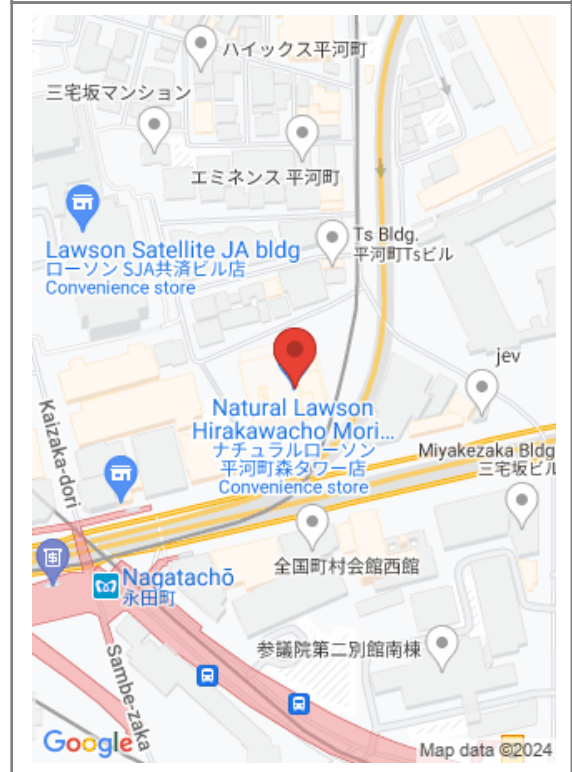 ハイックス平河町
三宅坂マンション
エミネンス 平河町
Ts Bldg.
平河町Tsビル
Lawson Satellite JA bldg
ローソン SJA共済ビル店
Convenience store
jev
Kaizaka-dori
Natural Lawson
Hirakawacho Mori...
ナチュラルローソン
平河町森タワー店
Convenience store
Miyakezaka Bldg
三宅坂ビル
全国町村会館西館
Nagatachō
永田町
参議院第二別館南棟
Sambe-zaka
Google
Map data ©2024